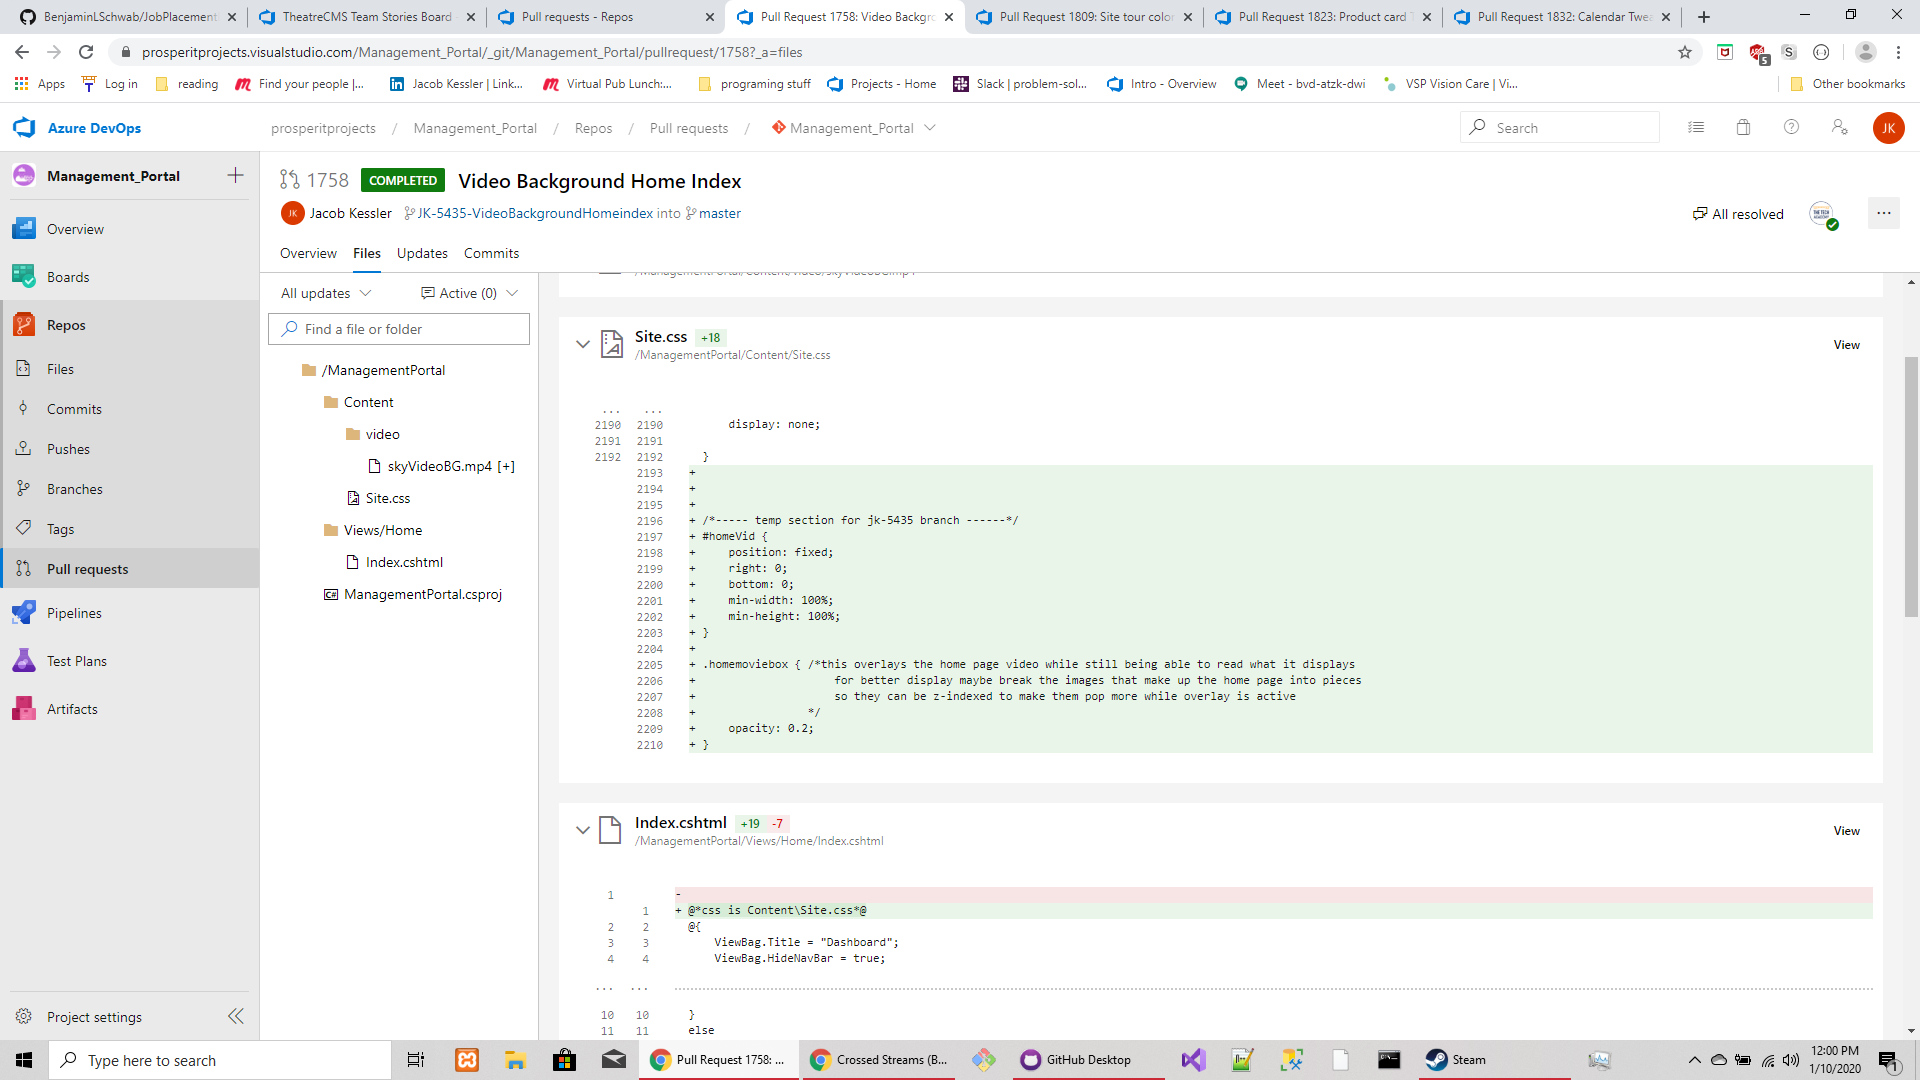 BenjaminLSchwab/JobPlacement
TheatreCMS Team Stories Board
Pull requests - Repos
Pull Request 1758: Video Backgr
Pull Request 1809: Site tour color
Pull Request 1823: Product card
Pull Request 1832: Calendar Twea
prosperitprojects.visualstudio.com/Management_Portal/_git/Management_Portal/pullrequest/1758?_a=files
5
S
Apps
Log in
reading
Find your people |...
Jacob Kessler | Link...
Virtual Pub Lunch:...
programing stuff
Projects - Home
Slack | problem-sol...
Intro - Overview
Meet - bvd-atzk-dwi
VSP Vision Care | Vi...
Other bookmarks
Azure DevOps
prosperitprojects / Management_Portal / Repos / Pull requests / Management_Portal
Search
JK
Management_Portal
Overview
Boards
Repos
Files
Commits
Pushes
Branches
Tags
Pull requests
Pipelines
Test Plans
Artifacts
Project settings
1758 COMPLETED Video Background Home Index
JK Jacob Kessler JK-5435-VideoBackgroundHomeindex into master
All resolved
Overview Files Updates Commits
All updates
Active (0)
Find a file or folder
/ManagementPortal
Content
video
skyVideoBG.mp4 [+]
Site.css
Views/Home
Index.cshtml
C# ManagementPortal.csproj
/ManagementPortal/Content/video/skyVideoBG.mp4
Site.css +18
/ManagementPortal/Content/Site.css
View
... ...
2190 2190 display: none;
2191 2191
2192 2192 }
2193 +
2194 +
2195 +
2196 + /*----- temp section for jk-5435 branch ------*/
2197 + #homeVid {
2198 + position: fixed;
2199 + right: 0;
2200 + bottom: 0;
2201 + min-width: 100%;
2202 + min-height: 100%;
2203 + }
2204 +
2205 + .homemoviebox { /*this overlays the home page video while still being able to read what it displays
2206 + for better display maybe break the images that make up the home page into pieces
2207 + so they can be z-indexed to make them pop more while overlay is active
2208 + */
2209 + opacity: 0.2;
2210 + }
Index.cshtml +19 -7
/ManagementPortal/Views/Home/Index.cshtml
View
1 -
1 + @*css is Content\Site.css*@
2 2 @{
3 3 ViewBag.Title = "Dashboard";
4 4 ViewBag.HideNavBar = true;
... ...
10 10 }
11 11 else
Type here to search
Pull Request 1758: ...
Crossed Streams (B...
GitHub Desktop
Steam
12:00 PM
1/10/2020
1